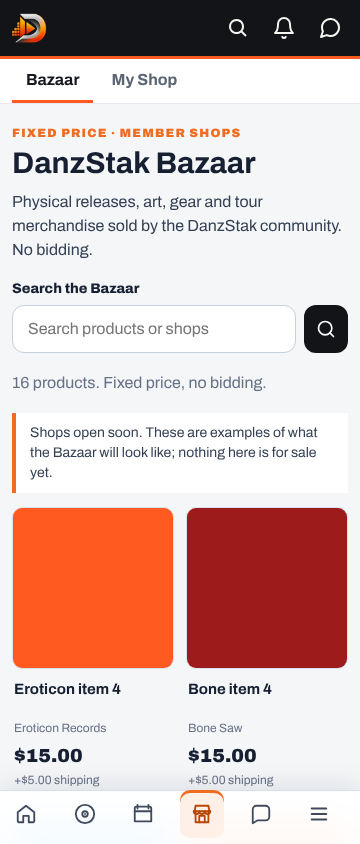 Bazaar
My Shop
FIXED PRICE · MEMBER SHOPS
DanzStak Bazaar
Physical releases, art, gear and tour
merchandise sold by the DanzStak community.
No bidding.
Search the Bazaar
Search products or shops
16 products. Fixed price, no bidding.
Shops open soon. These are examples of what
the Bazaar will look like; nothing here is for sale
yet.
Eroticon item 4
Bone item 4
Eroticon Records
Bone Saw
$15.00
$15.00
+$5.00 shipping
+$5.00 shipping